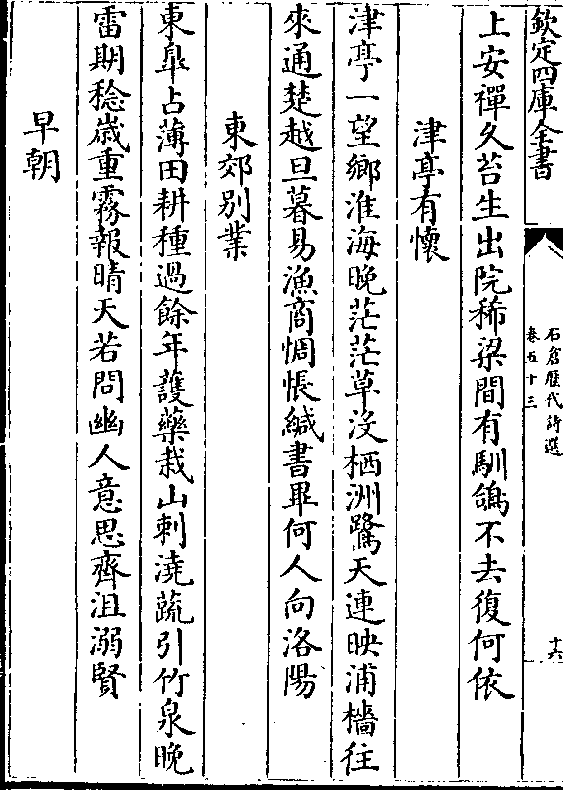 欽定四庫全書
石倉歷代詩選
卷五十三
十六
上安禪久苔生出院稀梁間有馴鴿不去復何依
津亭有懷
津亭一望鄉淮海晚茫茫草没栖洲鷺天連映浦檣往
來通楚越旦暮易漁商惆悵緘書畢何人向洛陽
東郊别業
東臯占薄田耕種過餘年護藥栽山刺澆蔬引竹泉晚
雷期稔嵗重霧報晴天若問幽人意思齊沮溺賢
早朝